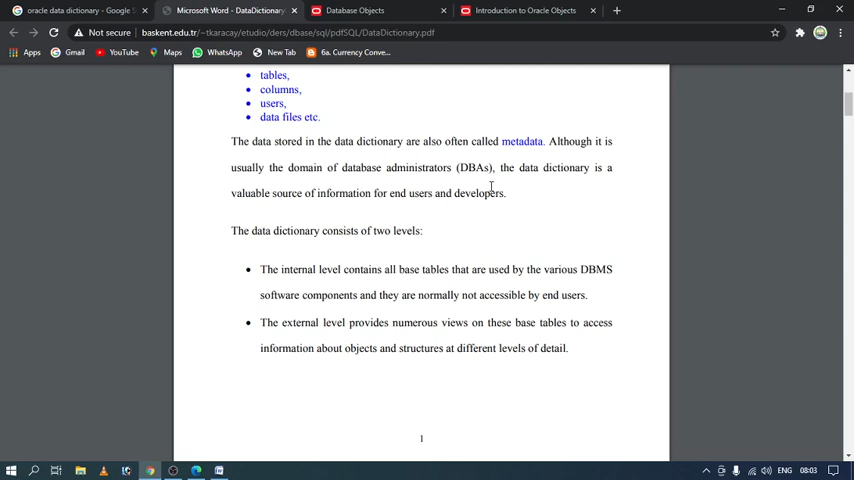 oracle data dictionary - Google S
Microsoft Word - DataDictionary.
Database Objects
Introduction to Oracle Objects
Not secure
baskent.edu.tr/~tkaracay/etudio/ders/dbase/sql/pdfSQL/DataDictionary.pdf
Apps
Gmail
YouTube
Maps
WhatsApp
New Tab
6a. Currency Conve...
• tables,
• columns,
• users,
• data files etc.
The data stored in the data dictionary are also often called metadata. Although it is
usually the domain of database administrators (DBAs), the data dictionary is a
valuable source of information for end users and developers.
The data dictionary consists of two levels:
• The internal level contains all base tables that are used by the various DBMS
software components and they are normally not accessible by end users.
• The external level provides numerous views on these base tables to access
information about objects and structures at different levels of detail.
1
ENG
08:03